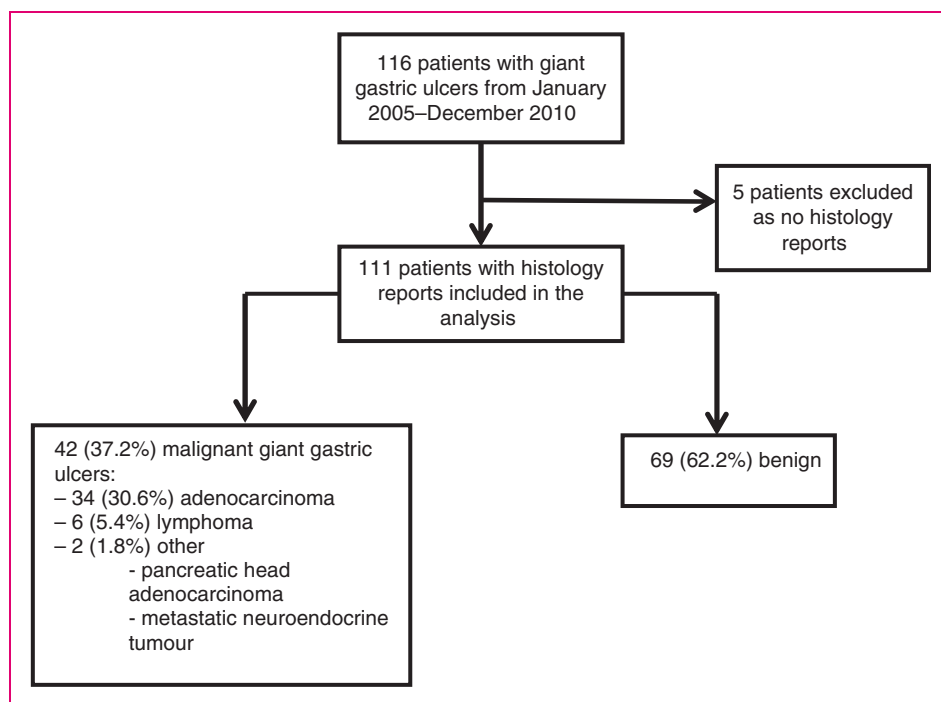 116 patients with giant
gastric ulcers from January
2005–December 2010
5 patients excluded
as no histology
reports
111 patients with histology
reports included in the
analysis
42 (37.2%) malignant giant gastric
ulcers:
– 34 (30.6%) adenocarcinoma
– 6 (5.4%) lymphoma
– 2 (1.8%) other
- pancreatic head
adenocarcinoma
- metastatic neuroendocrine
tumour
69 (62.2%) benign